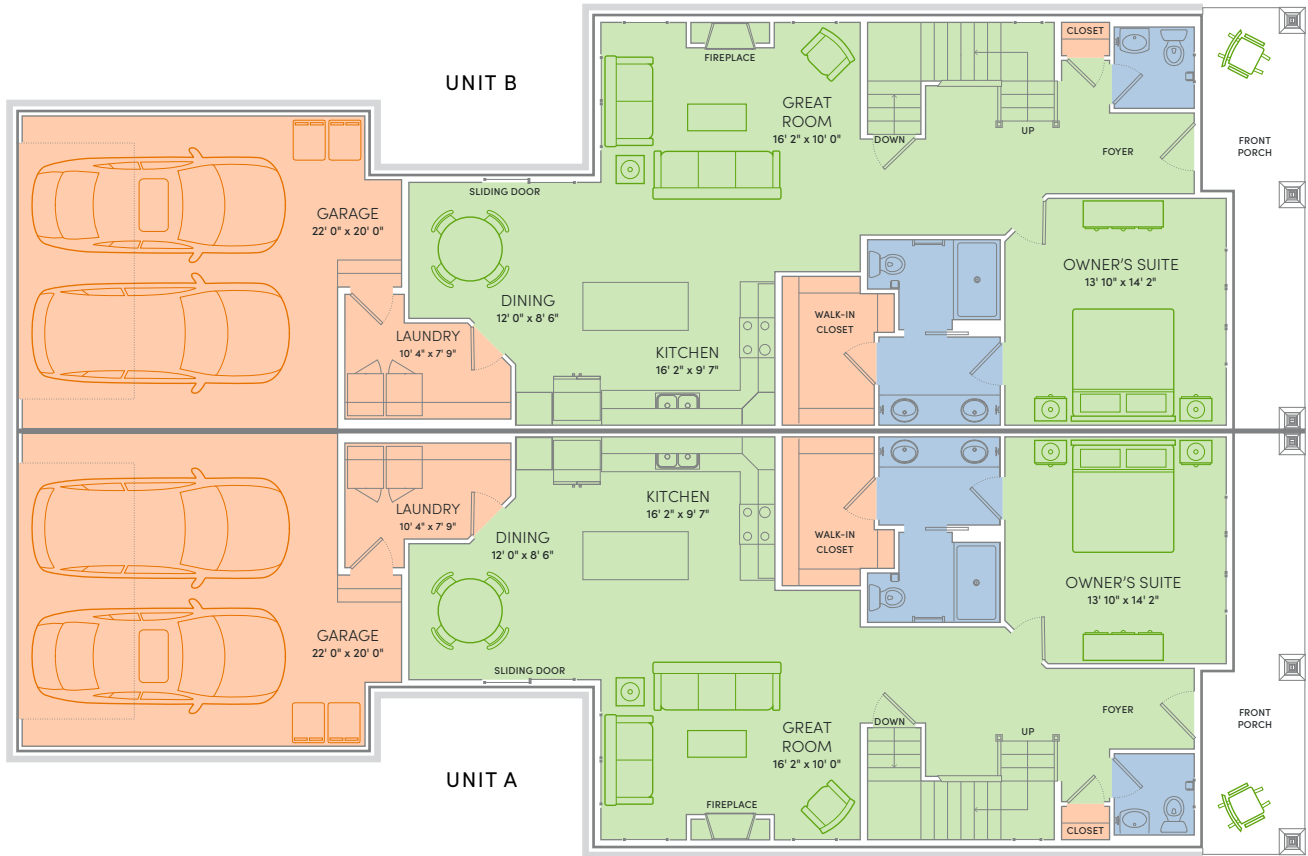 CLOSET
FIREPLACE
UNIT B
GREAT
ROOM
16' 2" x 10' 0"
DOWN
UP
FOYER
FRONT
PORCH
SLIDING DOOR
GARAGE
22' 0" x 20' 0"
OWNER'S SUITE
13' 10" x 14' 2"
DINING
12' 0" x 8' 6"
WALK-IN
CLOSET
LAUNDRY
10' 4" x 7' 9"
KITCHEN
16' 2" x 9' 7"
KITCHEN
16' 2" x 9' 7"
LAUNDRY
10' 4" x 7' 9"
DINING
12' 0" x 8' 6"
WALK-IN
CLOSET
OWNER'S SUITE
13' 10" x 14' 2"
GARAGE
22' 0" x 20' 0"
SLIDING DOOR
FOYER
FRONT
PORCH
DOWN
UP
GREAT
ROOM
16' 2" x 10' 0"
UNIT A
FIREPLACE
CLOSET